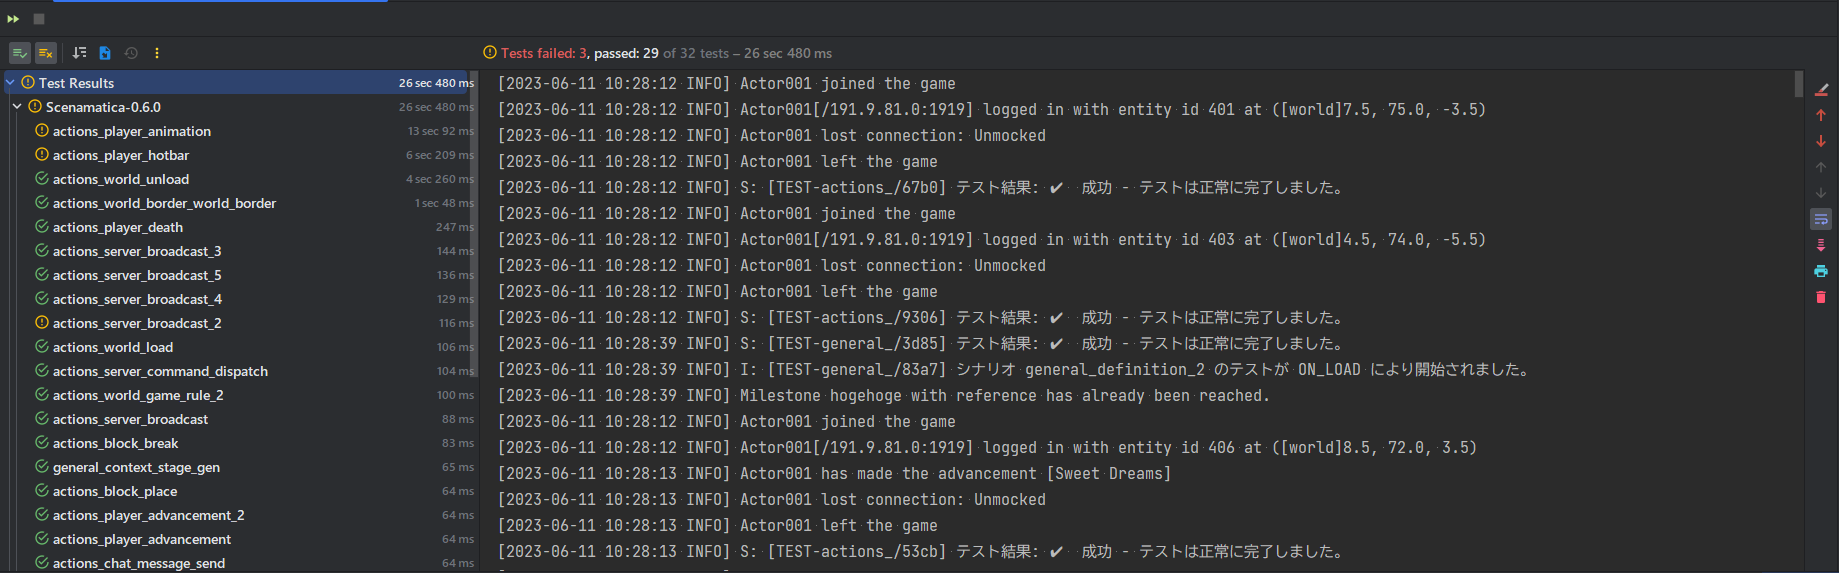 Tests failed: 3, passed: 29 of 32 tests – 26 sec 480 ms
Test Results 26 sec 480 ms
Scenamatica-0.6.0 26 sec 480 ms
actions_player_animation 13 sec 92 ms
actions_player_hotbar 6 sec 209 ms
actions_world_unload 4 sec 260 ms
actions_world_border_world_border 1 sec 48 ms
actions_player_death 247 ms
actions_server_broadcast_3 144 ms
actions_server_broadcast_5 136 ms
actions_server_broadcast_4 129 ms
actions_server_broadcast_2 116 ms
actions_world_load 106 ms
actions_server_command_dispatch 104 ms
actions_world_game_rule_2 100 ms
actions_server_broadcast 88 ms
actions_block_break 83 ms
general_context_stage_gen 65 ms
actions_block_place 64 ms
actions_player_advancement_2 64 ms
actions_player_advancement 64 ms
actions_chat_message_send 64 ms
[2023-06-11 10:28:12 INFO] Actor001 joined the game
[2023-06-11 10:28:12 INFO] Actor001[/191.9.81.0:1919] logged in with entity id 401 at ([world]7.5, 75.0, -3.5)
[2023-06-11 10:28:12 INFO] Actor001 lost connection: Unmocked
[2023-06-11 10:28:12 INFO] Actor001 left the game
[2023-06-11 10:28:12 INFO] S: [TEST-actions_/67b0] テスト結果: ✔ 成功 - テストは正常に完了しました。
[2023-06-11 10:28:12 INFO] Actor001 joined the game
[2023-06-11 10:28:12 INFO] Actor001[/191.9.81.0:1919] logged in with entity id 403 at ([world]4.5, 74.0, -5.5)
[2023-06-11 10:28:12 INFO] Actor001 lost connection: Unmocked
[2023-06-11 10:28:12 INFO] Actor001 left the game
[2023-06-11 10:28:12 INFO] S: [TEST-actions_/9306] テスト結果: ✔ 成功 - テストは正常に完了しました。
[2023-06-11 10:28:39 INFO] S: [TEST-general_/3d85] テスト結果: ✔ 成功 - テストは正常に完了しました。
[2023-06-11 10:28:39 INFO] I: [TEST-general_/83a7] シナリオ general_definition_2 のテストが ON_LOAD により開始されました。
[2023-06-11 10:28:39 INFO] Milestone hogehoge with reference has already been reached.
[2023-06-11 10:28:12 INFO] Actor001 joined the game
[2023-06-11 10:28:12 INFO] Actor001[/191.9.81.0:1919] logged in with entity id 406 at ([world]8.5, 72.0, 3.5)
[2023-06-11 10:28:13 INFO] Actor001 has made the advancement [Sweet Dreams]
[2023-06-11 10:28:13 INFO] Actor001 lost connection: Unmocked
[2023-06-11 10:28:13 INFO] Actor001 left the game
[2023-06-11 10:28:13 INFO] S: [TEST-actions_/53cb] テスト結果: ✔ 成功 - テストは正常に完了しました。